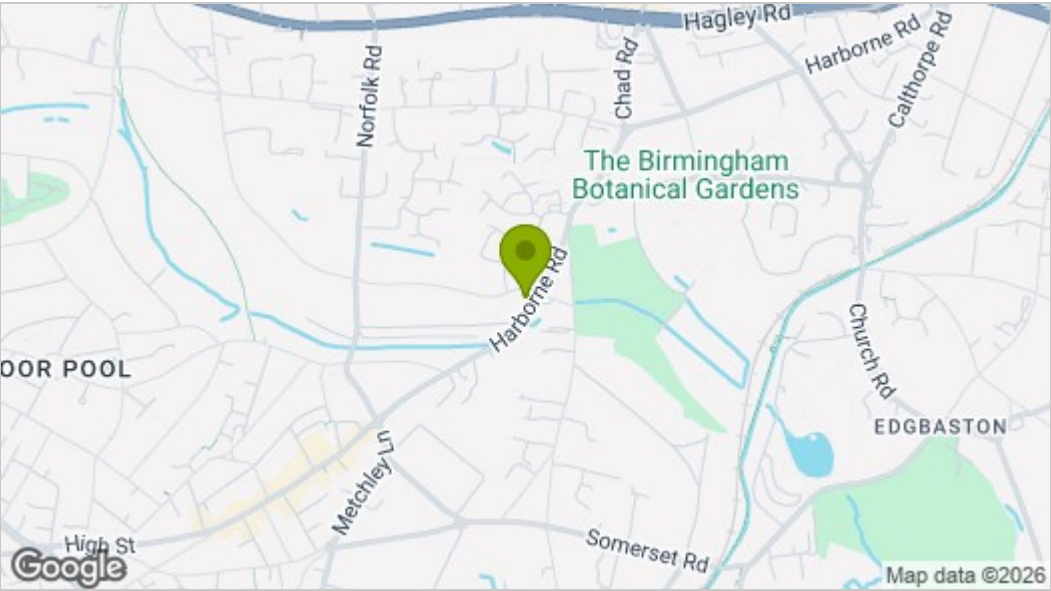 Hagley Rd
Harborne Rd
Calthorpe Rd
Chad Rd
Norfolk Rd
The Birmingham
Botanical Gardens
Harborne Rd
Church Rd
OOR POOL
EDGBASTON
Metchley Ln
High St
Somerset Rd
Google
Map data ©2026